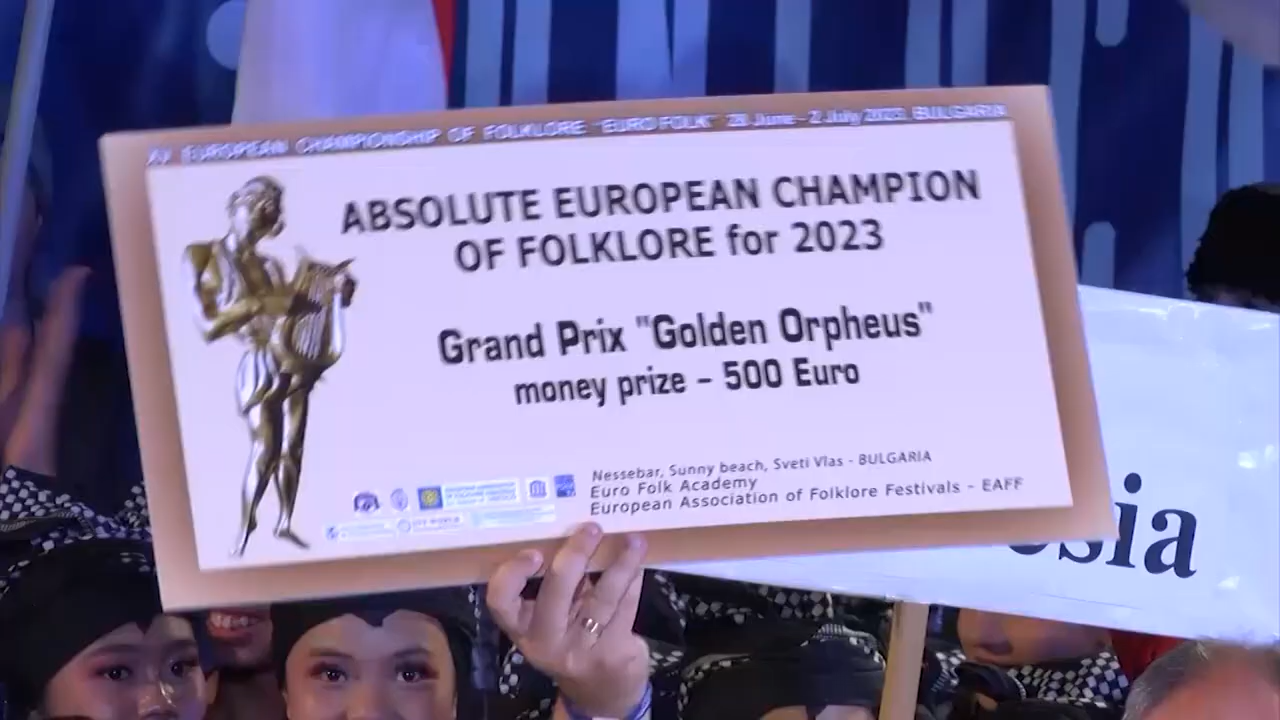 XV EUROPEAN CHAMPIONSHIP OF FOLKLORE "EURO FOLK" 28 June - 2 July 2023, BULGARIA
ABSOLUTE EUROPEAN CHAMPION
OF FOLKLORE for 2023
Grand Prix "Golden Orpheus"
money prize – 500 Euro
Nessebar, Sunny beach, Sveti Vlas - BULGARIA
Euro Folk Academy
European Association of Folklore Festivals – EAFF
esia